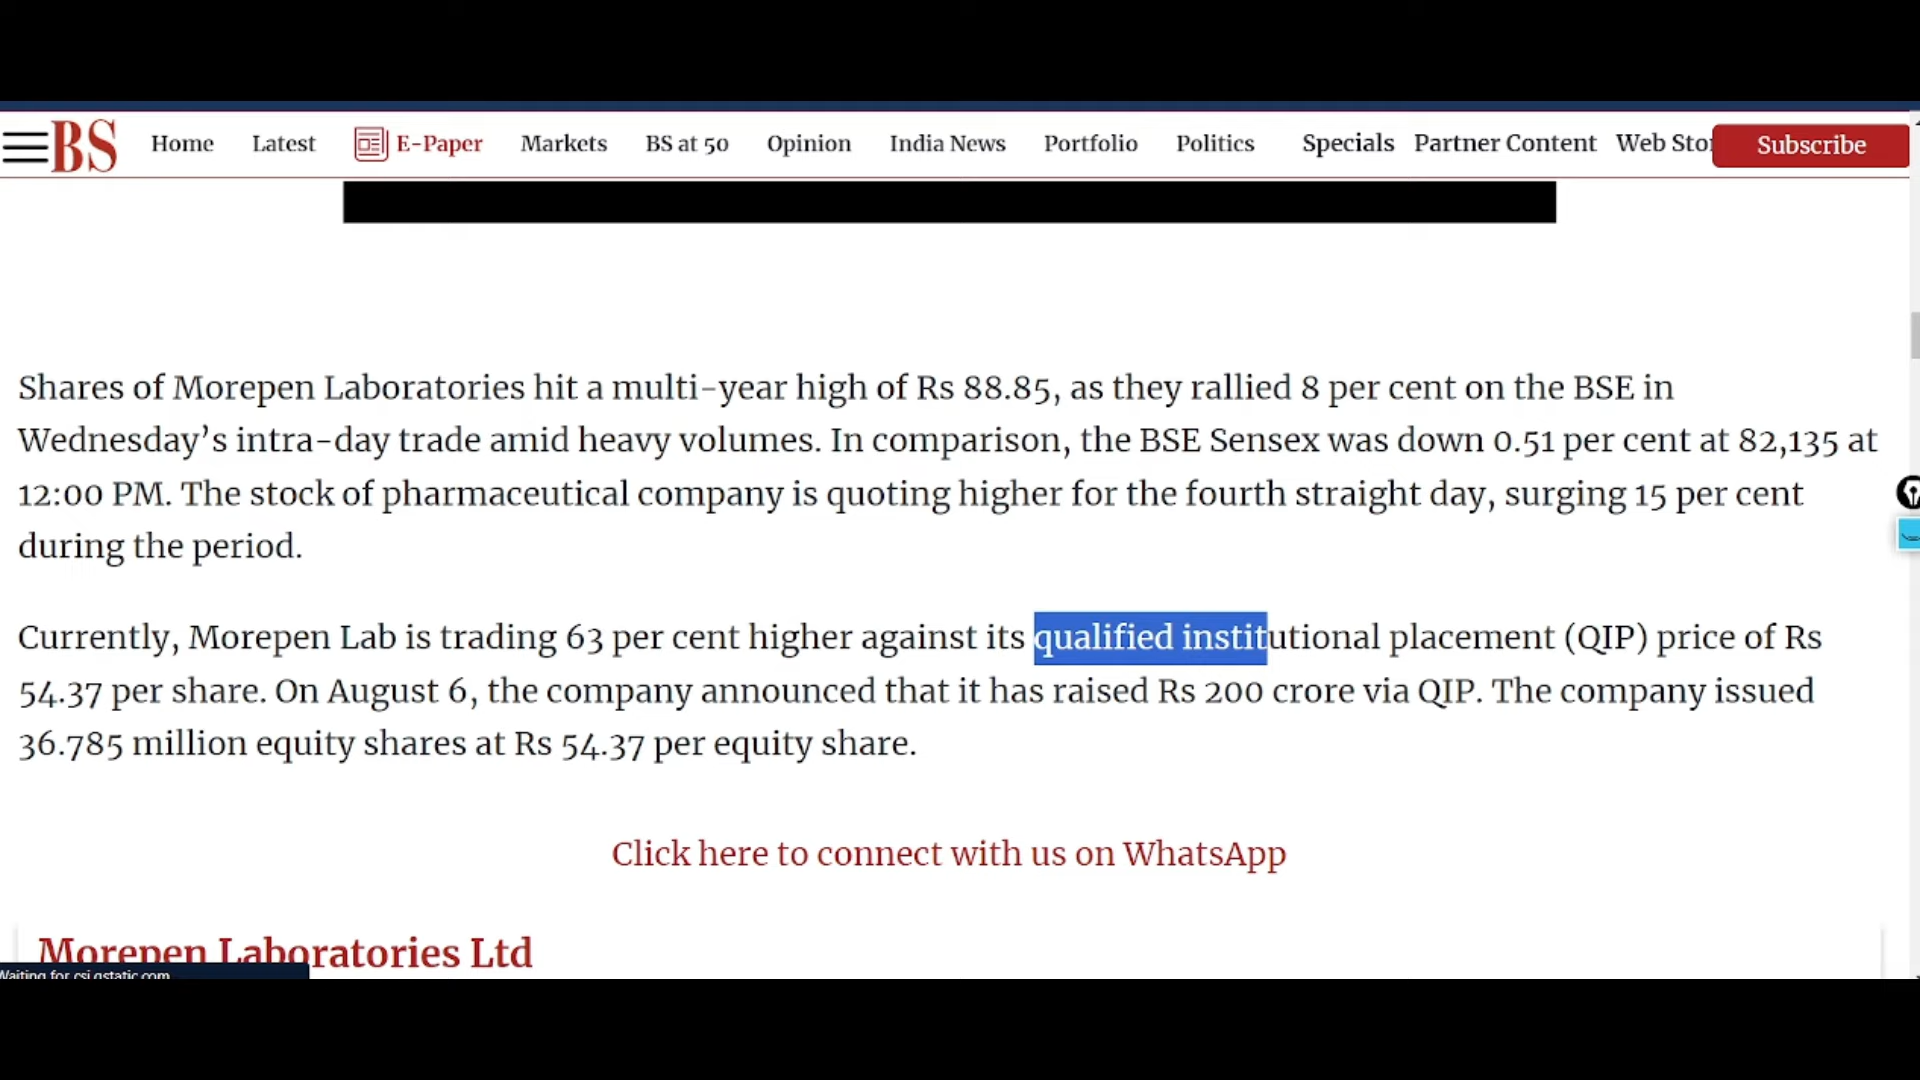 BS Home Latest E-Paper Markets BS at 50 Opinion India News Portfolio Politics Specials Partner Content Web Subscribe
Shares of Morepen Laboratories hit a multi-year high of Rs 88.85, as they rallied 8 per cent on the BSE in
Wednesday’s intra-day trade amid heavy volumes. In comparison, the BSE Sensex was down 0.51 per cent at 82,135 at
12:00 PM. The stock of pharmaceutical company is quoting higher for the fourth straight day, surging 15 per cent
during the period.
Currently, Morepen Lab is trading 63 per cent higher against its qualified institutional placement (QIP) price of Rs
54.37 per share. On August 6, the company announced that it has raised Rs 200 crore via QIP. The company issued
36.785 million equity shares at Rs 54.37 per equity share.
Click here to connect with us on WhatsApp
Morepen Laboratories Ltd
Waiting for csi.gstatic.com